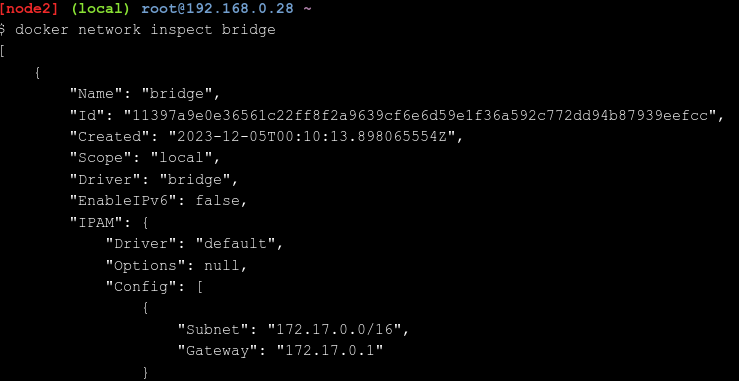 [node2] (local) root@192.168.0.28 ~
$ docker network inspect bridge
[
    {
        "Name": "bridge",
        "Id": "11397a9e0e36561c22ff8f2a9639cf6e6d59e1f36a592c772dd94b87939eefcc",
        "Created": "2023-12-05T00:10:13.898065554Z",
        "Scope": "local",
        "Driver": "bridge",
        "EnableIPv6": false,
        "IPAM": {
            "Driver": "default",
            "Options": null,
            "Config": [
                {
                    "Subnet": "172.17.0.0/16",
                    "Gateway": "172.17.0.1"
                }